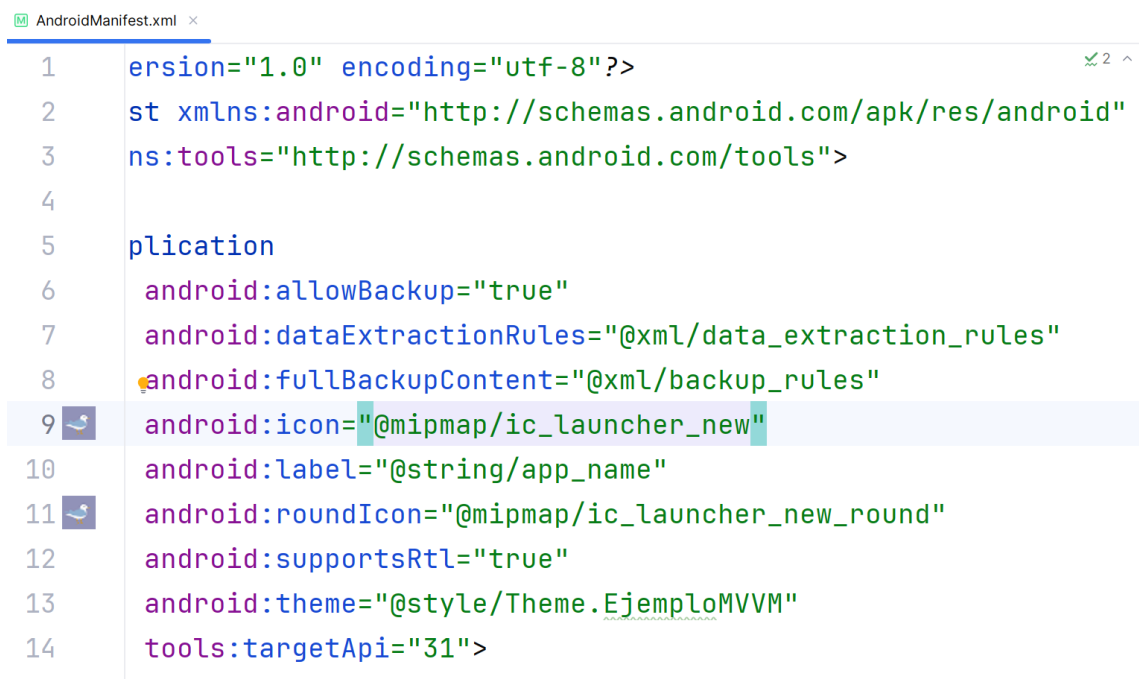 AndroidManifest.xml
2
1 ersion="1.0" encoding="utf-8"?>
2 st xmlns:android="http://schemas.android.com/apk/res/android"
3 ns:tools="http://schemas.android.com/tools">
4
5 plication
6 android:allowBackup="true"
7 android:dataExtractionRules="@xml/data_extraction_rules"
8 android:fullBackupContent="@xml/backup_rules"
9 android:icon="@mipmap/ic_launcher_new"
10 android:label="@string/app_name"
11 android:roundIcon="@mipmap/ic_launcher_new_round"
12 android:supportsRtl="true"
13 android:theme="@style/Theme.EjemploMVVM"
14 tools:targetApi="31">